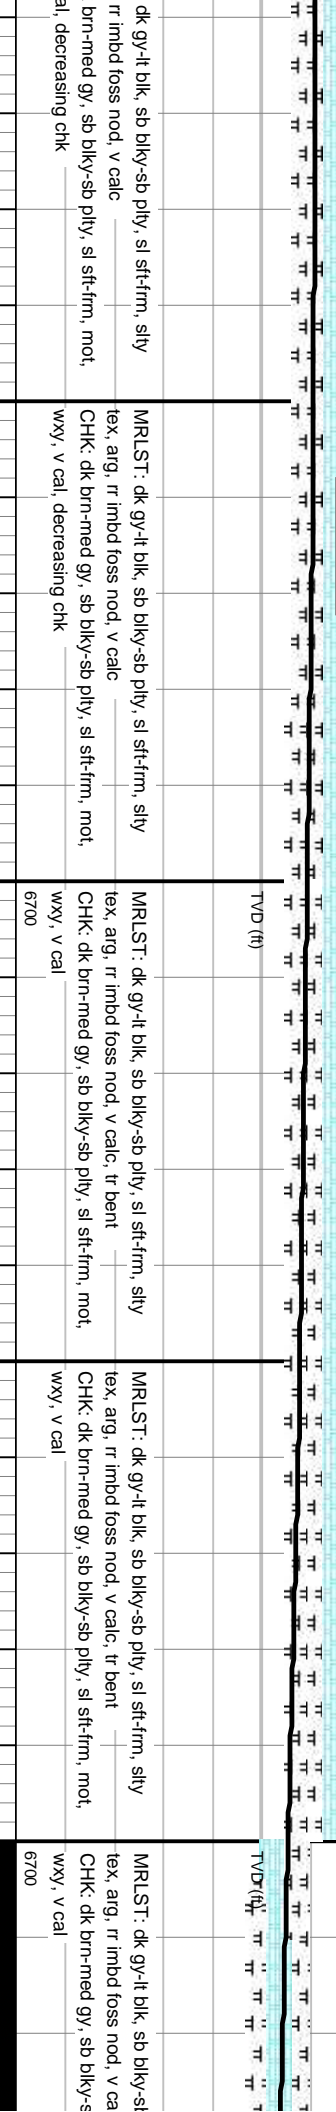 dk gy-lt blk, sb blky-sb plty, sl sft-frm, slty
rr imbd foss nod, v calc
brn-med gy, sb blky-sb plty, sl sft-frm, mot,
al, decreasing chk
MRLST: dk gy-lt blk, sb blky-sb plty, sl sft-frm, slty
tex, arg, rr imbd foss nod, v calc
CHK: dk brn-med gy, sb blky-sb plty, sl sft-frm, mot,
wxy, v cal, decreasing chk
TVD (ft)
MRLST: dk gy-lt blk, sb blky-sb plty, sl sft-frm, slty
tex, arg, rr imbd foss nod, v calc, tr bent
CHK: dk brn-med gy, sb blky-sb plty, sl sft-frm, mot,
wxy, v cal
6700
MRLST: dk gy-lt blk, sb blky-sb plty, sl sft-frm, slty
tex, arg, rr imbd foss nod, v calc, tr bent
CHK: dk brn-med gy, sb blky-sb plty, sl sft-frm, mot,
wxy, v cal
TVD (ft)
MRLST: dk gy-lt blk, sb blky-sb
tex, arg, rr imbd foss nod, v ca
CHK: dk brn-med gy, sb blky-s
wxy, v cal
6700